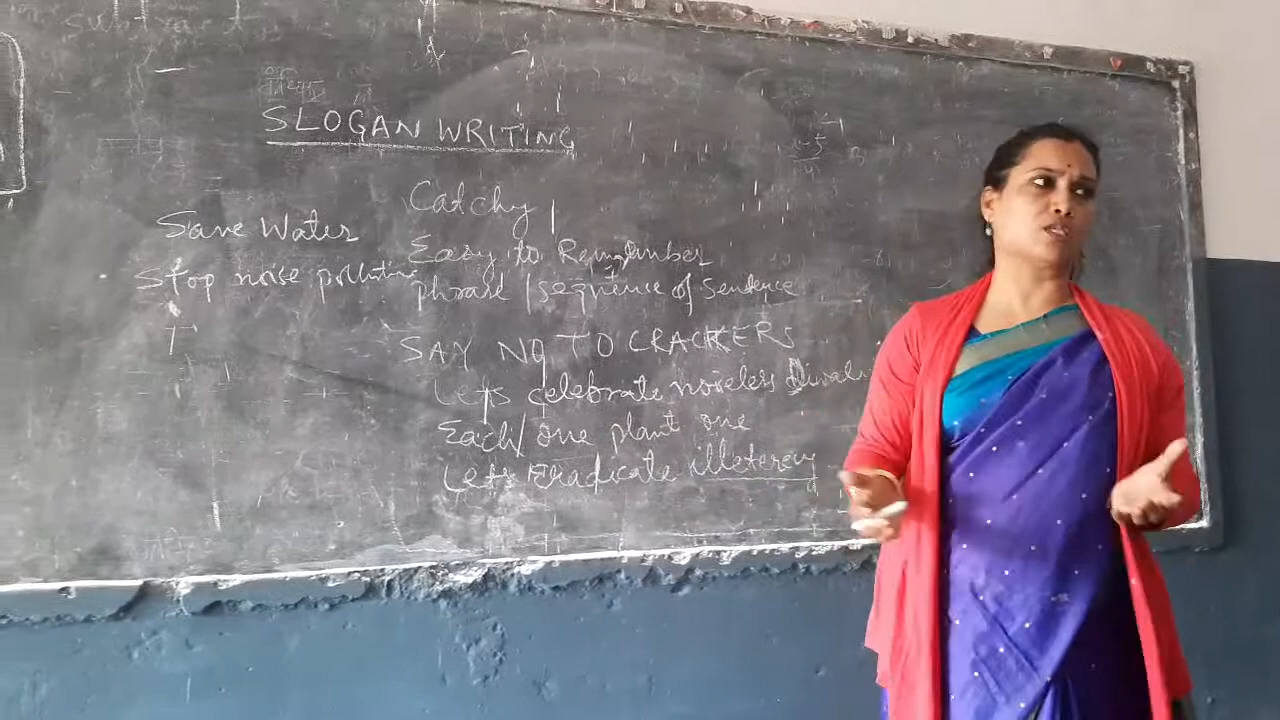 SLOGAN WRITING
Catchy
Save Water
Easy to Remember
Stop noise pollution
phrase / sequence of Sentence
SAY NO TO CRACKERS
Lets celebrate noiseless Diwali
Each one plant one
Lets Eradicate illeteracy